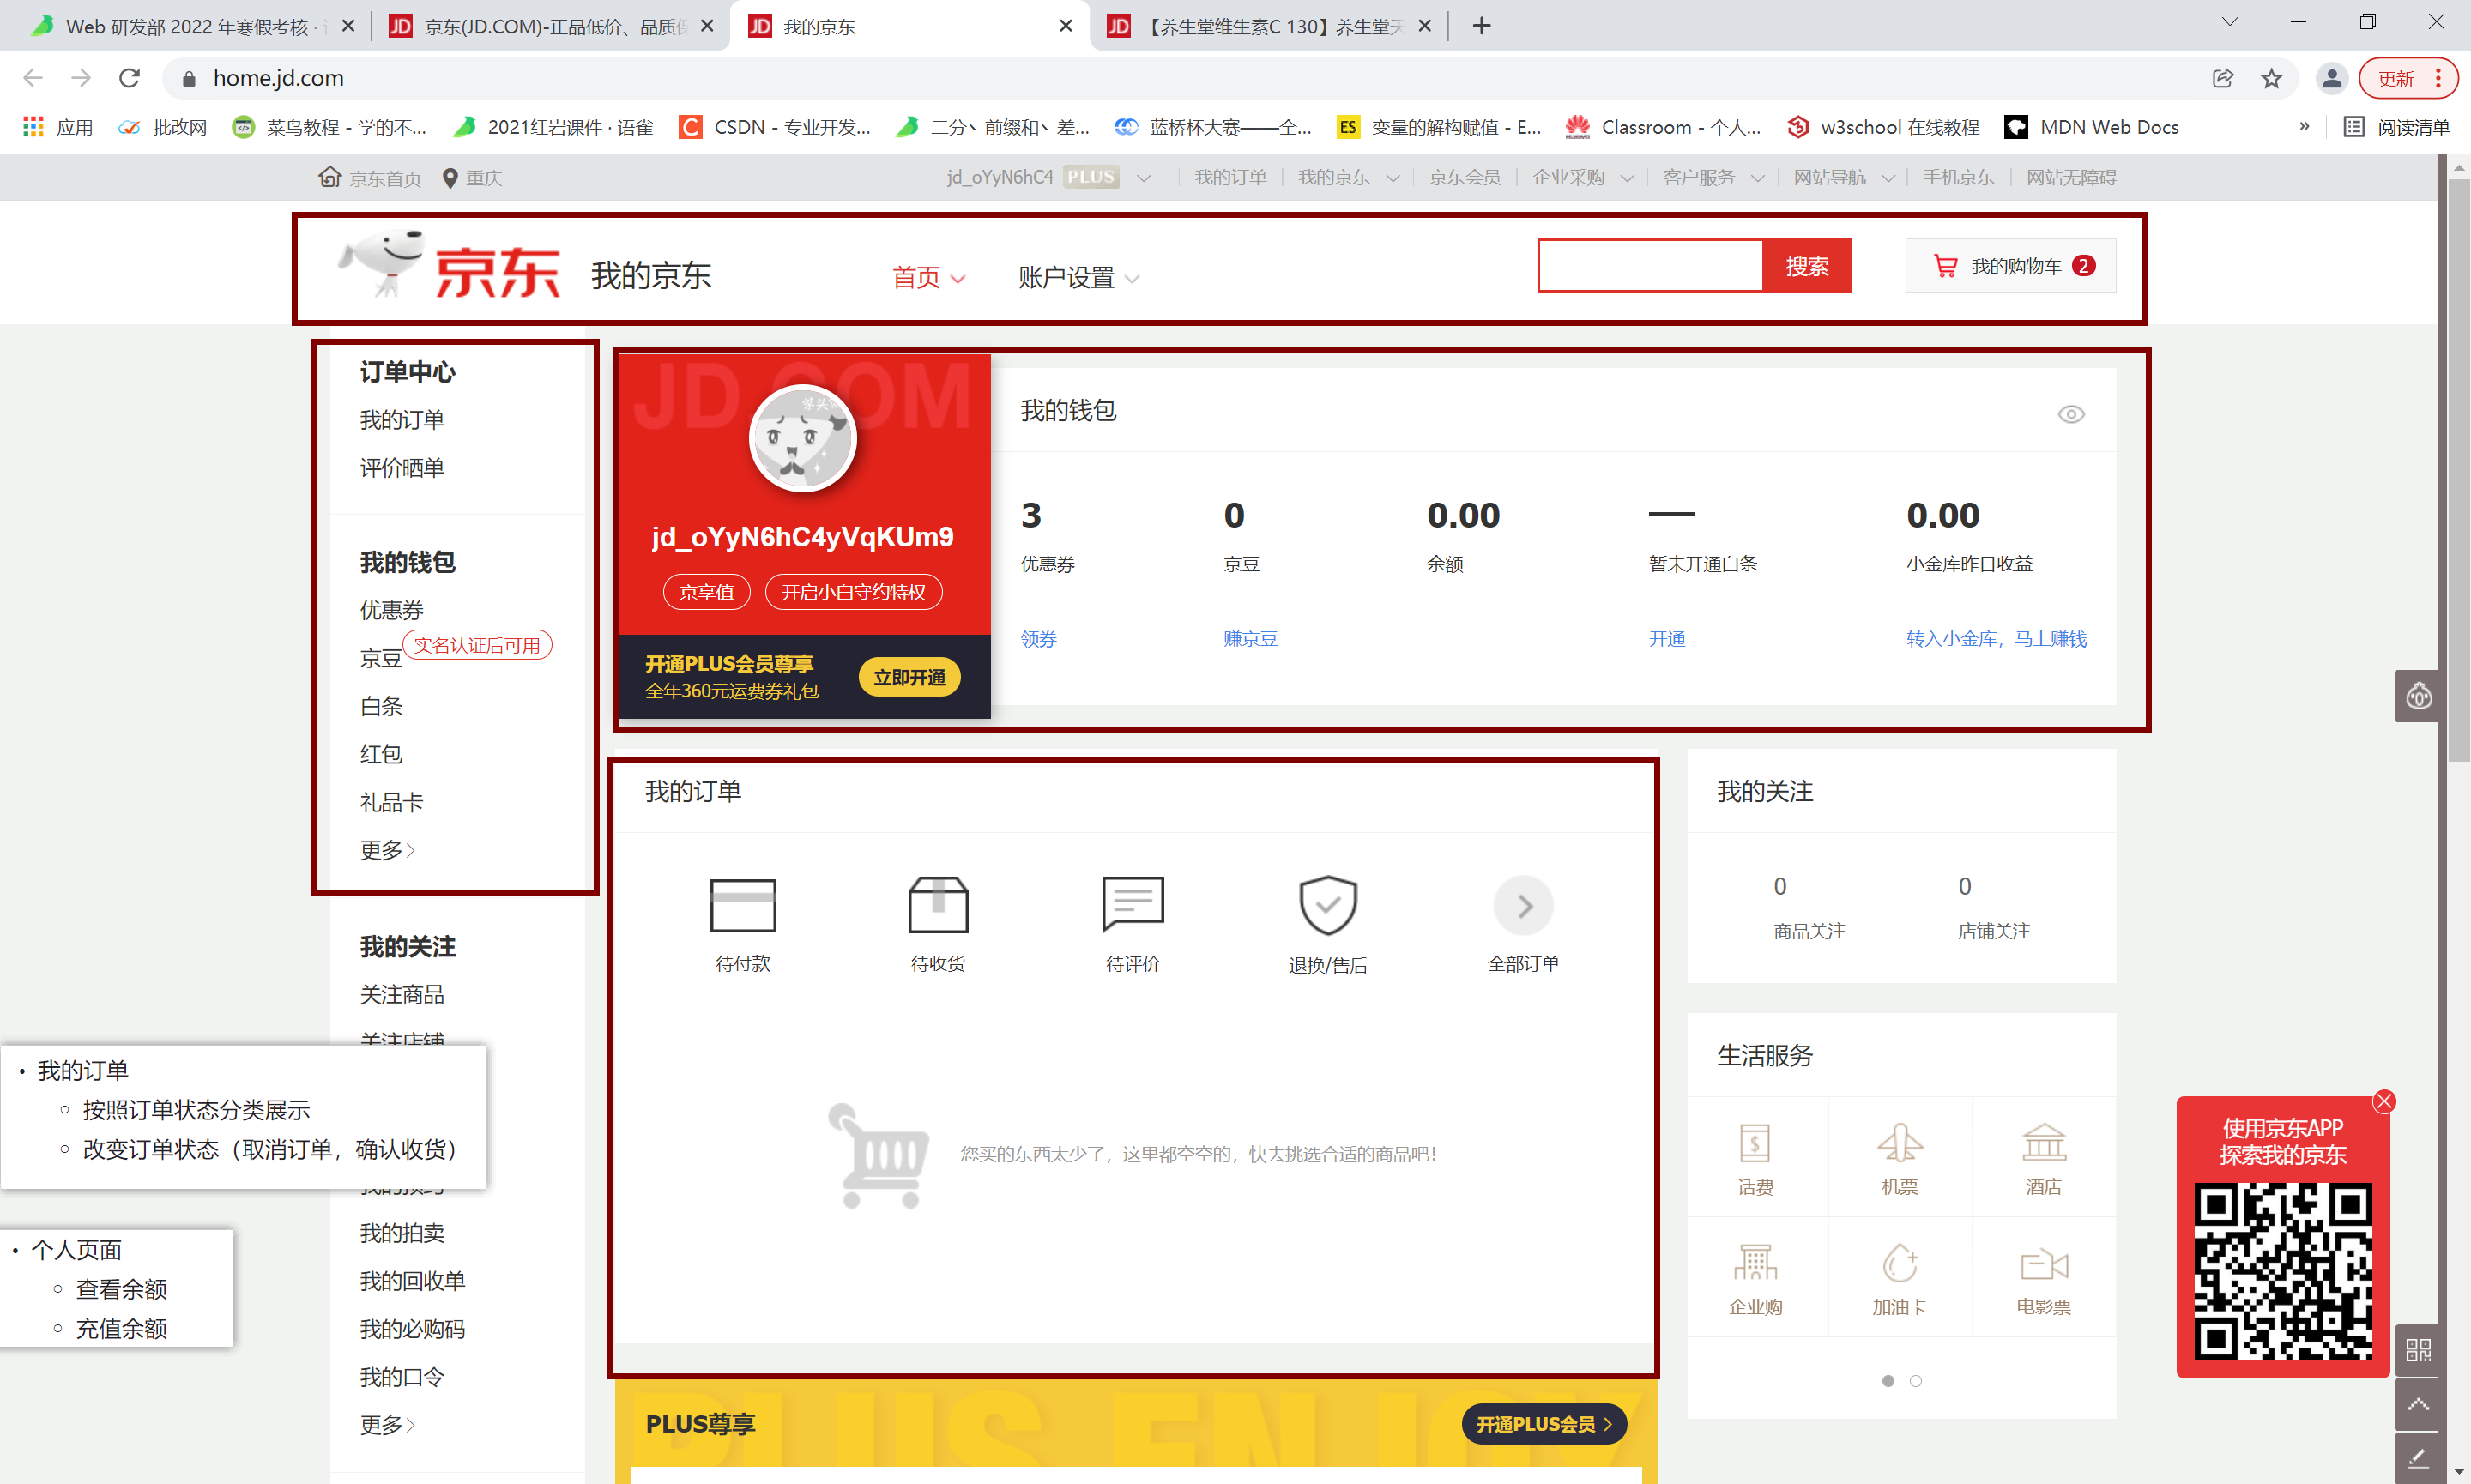 Web 研发部 2022 年寒假考核 ·
京东(JD.COM)-正品低价、品质保
我的京东
【养生堂维生素C 130】养生堂天
home.jd.com
更新
应用
批改网
菜鸟教程 - 学的不...
2021红岩课件 · 语雀
CSDN - 专业开发...
二分、前缀和、差...
蓝桥杯大赛——全...
变量的解构赋值 - E...
Classroom - 个人...
w3school 在线教程
MDN Web Docs
»
阅读清单
京东首页
重庆
jd_oYyN6hC4 PLUS
我的订单
我的京东
京东会员
企业采购
客户服务
网站导航
手机京东
网站无障碍
京东
我的京东
首页
账户设置
搜索
我的购物车 2
订单中心
我的订单
评价晒单
我的钱包
优惠券
京豆 实名认证后可用
白条
红包
礼品卡
更多
我的关注
关注商品
关注店铺
• 我的订单
○ 按照订单状态分类展示
○ 改变订单状态（取消订单，确认收货）
我的预约
• 个人页面
○ 查看余额
○ 充值余额
我的拍卖
我的回收单
我的必购码
我的口令
更多
JD.COM
jd_oYyN6hC4yVqKUm9
京享值
开启小白守约特权
开通PLUS会员尊享
全年360元运费券礼包
立即开通
我的钱包
3
优惠券
领券
0
京豆
赚京豆
0.00
余额
—
暂未开通白条
开通
0.00
小金库昨日收益
转入小金库，马上赚钱
我的订单
待付款
待收货
待评价
退换/售后
全部订单
您买的东西太少了，这里都空空的，快去挑选合适的商品吧！
PLUS ENJOY
PLUS尊享
开通PLUS会员
我的关注
0
商品关注
0
店铺关注
生活服务
话费
机票
酒店
企业购
加油卡
电影票
使用京东APP
探索我的京东